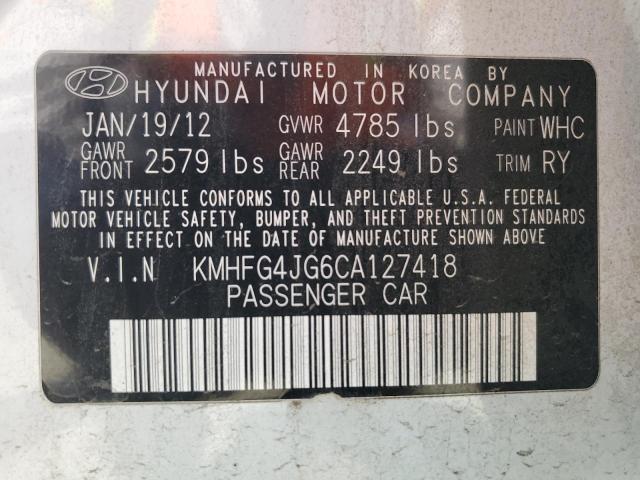 MANUFACTURED IN KOREA BY
HYUNDAI MOTOR COMPANY
JAN/19/12 GVWR 4785 lbs PAINT WHC
GAWR FRONT 2579 lbs GAWR REAR 2249 lbs TRIM RY
THIS VEHICLE CONFORMS TO ALL APPLICABLE U.S.A. FEDERAL
MOTOR VEHICLE SAFETY, BUMPER, AND THEFT PREVENTION STANDARDS
IN EFFECT ON THE DATE OF MANUFACTURE SHOWN ABOVE
V.I.N KMHFG4JG6CA127418
PASSENGER CAR